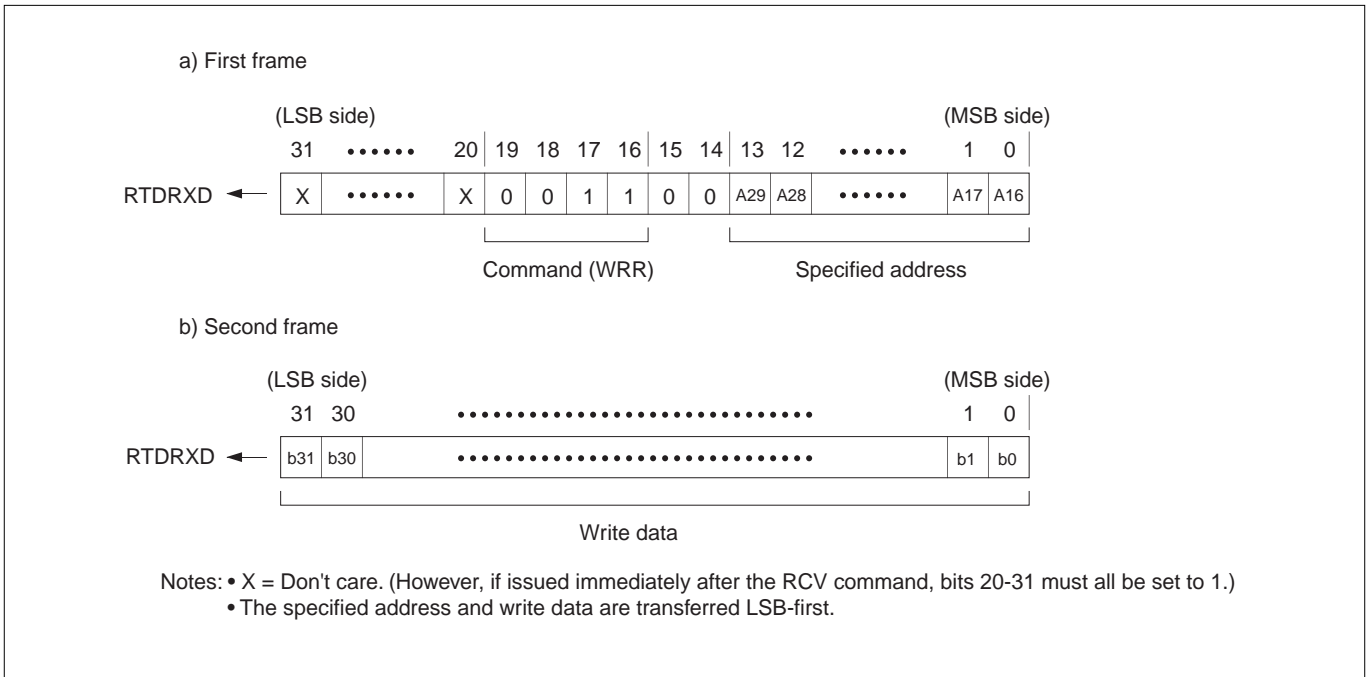 a) First frame
(LSB side) (MSB side)
31 •••••• 20 19 18 17 16 15 14 13 12 •••••• 1 0
RTDRXD X •••••• X 0 0 1 1 0 0 A29 A28 •••••• A17 A16
Command (WRR) Specified address
b) Second frame
(LSB side) (MSB side)
31 30 •••••••••••••••••••••••••••••• 1 0
RTDRXD b31 b30 •••••••••••••••••••••••••••••• b1 b0
Write data
Notes: • X = Don't care. (However, if issued immediately after the RCV command, bits 20-31 must all be set to 1.)
• The specified address and write data are transferred LSB-first.